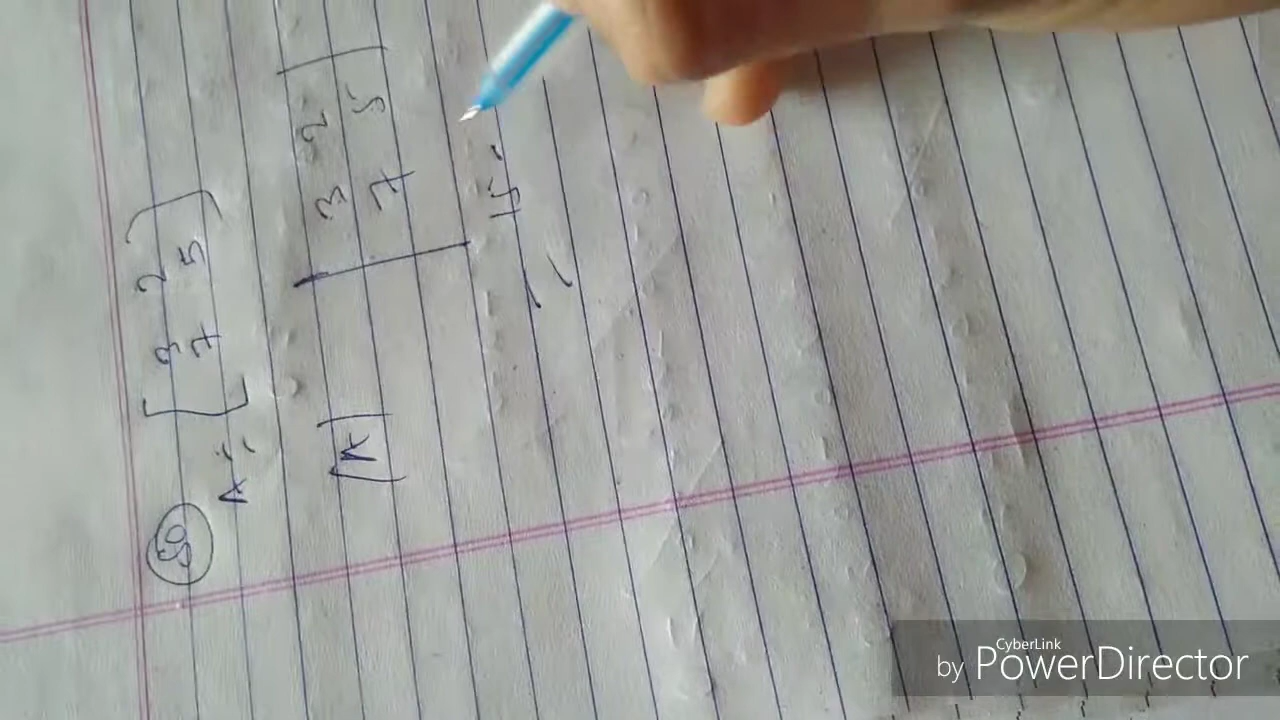 50
A = [ 3 2
7 5 ]
|A| | 3 2
7 5 |
= 15 -
CyberLink
by PowerDirector